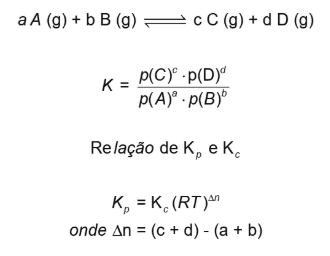 a A (g) + b B (g) ⇌ c C (g) + d D (g)
K = p(C)^c · p(D)^d / p(A)^a · p(B)^b
Relação de K_p e K_c
K_p = K_c (RT)^Δn
onde Δn = (c + d) - (a + b)